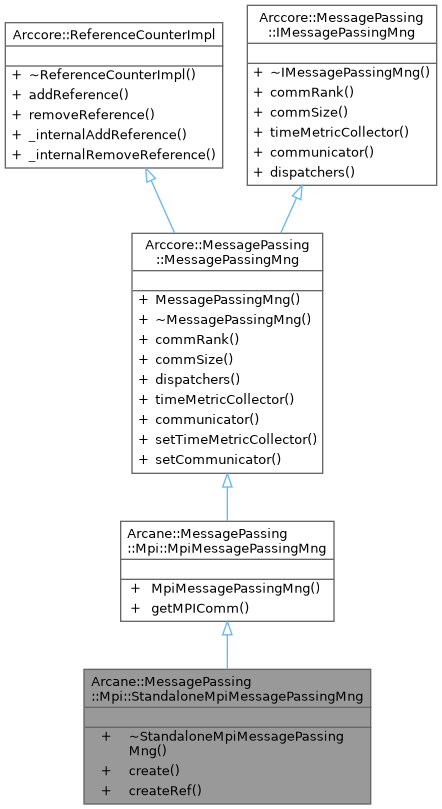 Arccore::ReferenceCounterImpl
+ ~ReferenceCounterImpl()
+ addReference()
+ removeReference()
+ _internalAddReference()
+ _internalRemoveReference()
Arccore::MessagePassing
::IMessagePassingMng
+ ~IMessagePassingMng()
+ commRank()
+ commSize()
+ timeMetricCollector()
+ communicator()
+ dispatchers()
Arccore::MessagePassing
::MessagePassingMng
+ MessagePassingMng()
+ ~MessagePassingMng()
+ commRank()
+ commSize()
+ dispatchers()
+ timeMetricCollector()
+ communicator()
+ setTimeMetricCollector()
+ setCommunicator()
Arcane::MessagePassing
::Mpi::MpiMessagePassingMng
+ MpiMessagePassingMng()
+ getMPIComm()
Arcane::MessagePassing
::Mpi::StandaloneMpiMessagePassingMng
+ ~StandaloneMpiMessagePassing
Mng()
+ create()
+ createRef()